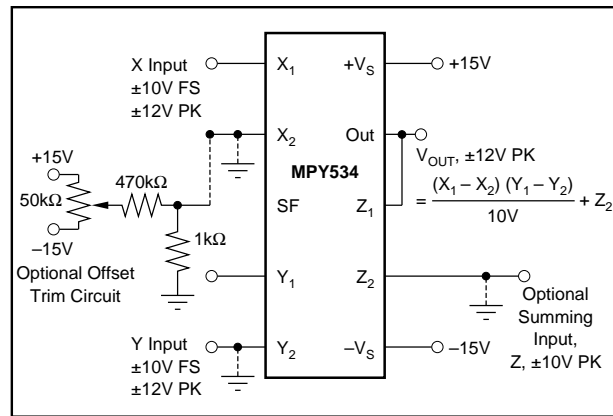 X Input
±10V FS
±12V PK
X1
+VS
+15V
X2
Out
MPY534
VOUT, ±12V PK
= (X1 – X2) (Y1 – Y2) / 10V + Z2
+15V
50kΩ
–15V
470kΩ
1kΩ
Optional Offset
Trim Circuit
SF
Z1
Y1
Z2
Optional
Summing
Input,
Z, ±10V PK
Y Input
±10V FS
±12V PK
Y2
–VS
–15V